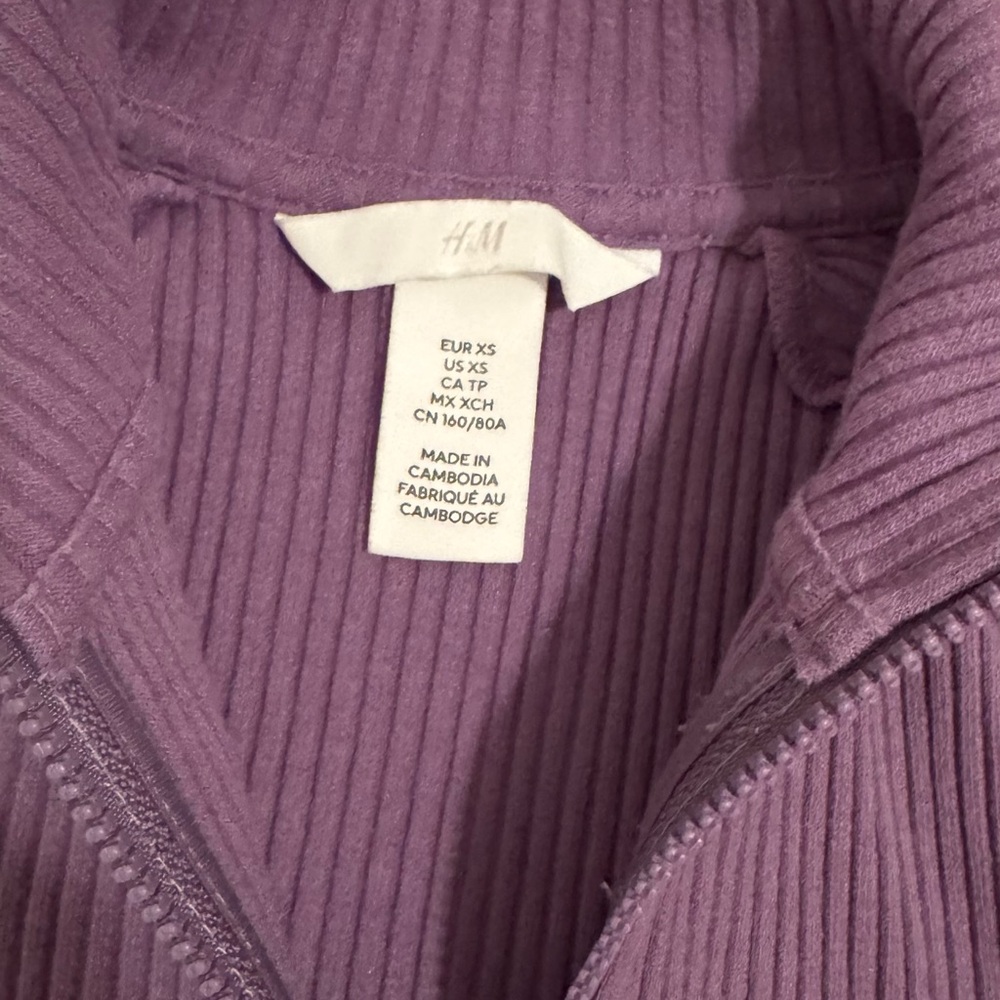 H&M
EUR XS
US XS
CA TP
MX XCH
CN 160/80A
MADE IN
CAMBODIA
FABRIQUÉ AU
CAMBODGE